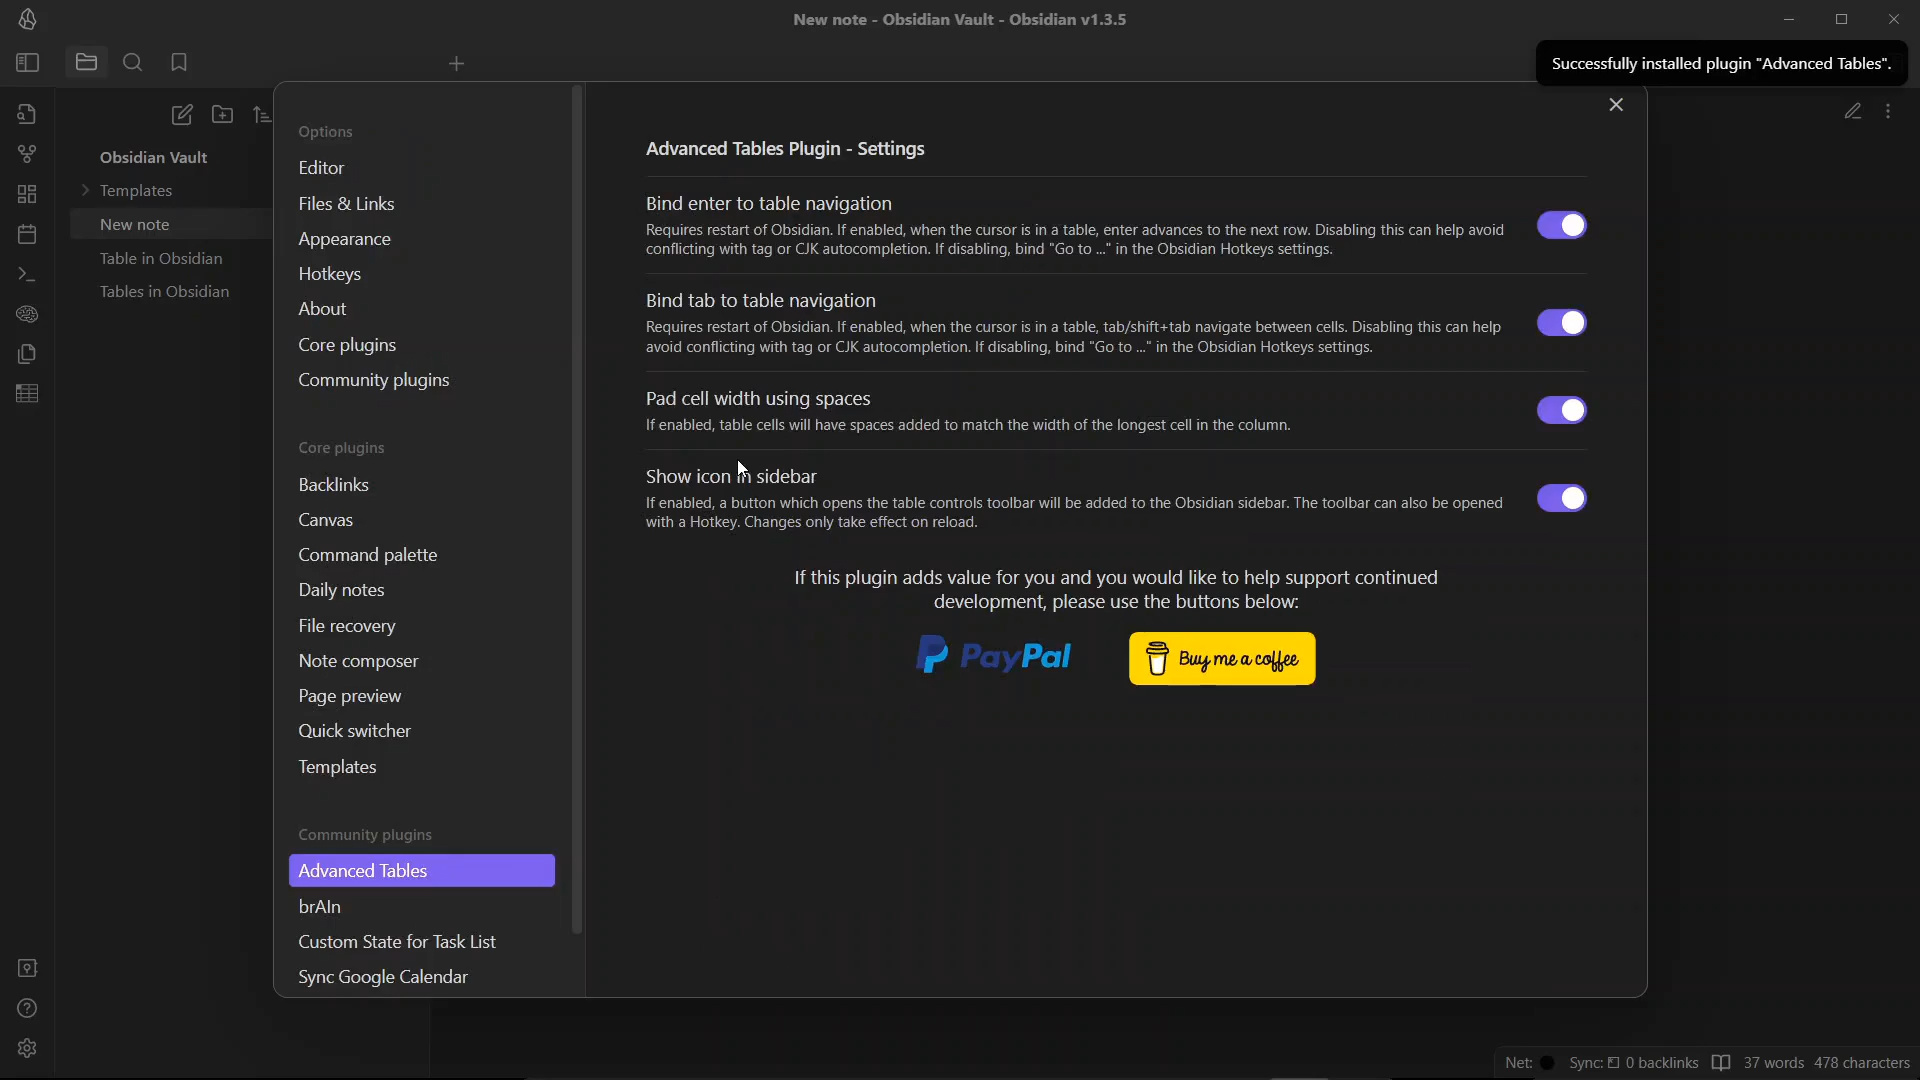 New note - Obsidian Vault - Obsidian v1.3.5
Successfully installed plugin "Advanced Tables".
Obsidian Vault
Templates
New note
Table in Obsidian
Tables in Obsidian
Options
Editor
Files & Links
Appearance
Hotkeys
About
Core plugins
Community plugins
Core plugins
Backlinks
Canvas
Command palette
Daily notes
File recovery
Note composer
Page preview
Quick switcher
Templates
Community plugins
Advanced Tables
brAIn
Custom State for Task List
Sync Google Calendar
Advanced Tables Plugin - Settings
Bind enter to table navigation
Requires restart of Obsidian. If enabled, when the cursor is in a table, enter advances to the next row. Disabling this can help avoid
conflicting with tag or CJK autocompletion. If disabling, bind "Go to ..." in the Obsidian Hotkeys settings.
Bind tab to table navigation
Requires restart of Obsidian. If enabled, when the cursor is in a table, tab/shift+tab navigate between cells. Disabling this can help
avoid conflicting with tag or CJK autocompletion. If disabling, bind "Go to ..." in the Obsidian Hotkeys settings.
Pad cell width using spaces
If enabled, table cells will have spaces added to match the width of the longest cell in the column.
Show icon in sidebar
If enabled, a button which opens the table controls toolbar will be added to the Obsidian sidebar. The toolbar can also be opened
with a Hotkey. Changes only take effect on reload.
If this plugin adds value for you and you would like to help support continued
development, please use the buttons below:
PayPal
Buy me a coffee
Net: Sync: 0 backlinks 37 words 478 characters